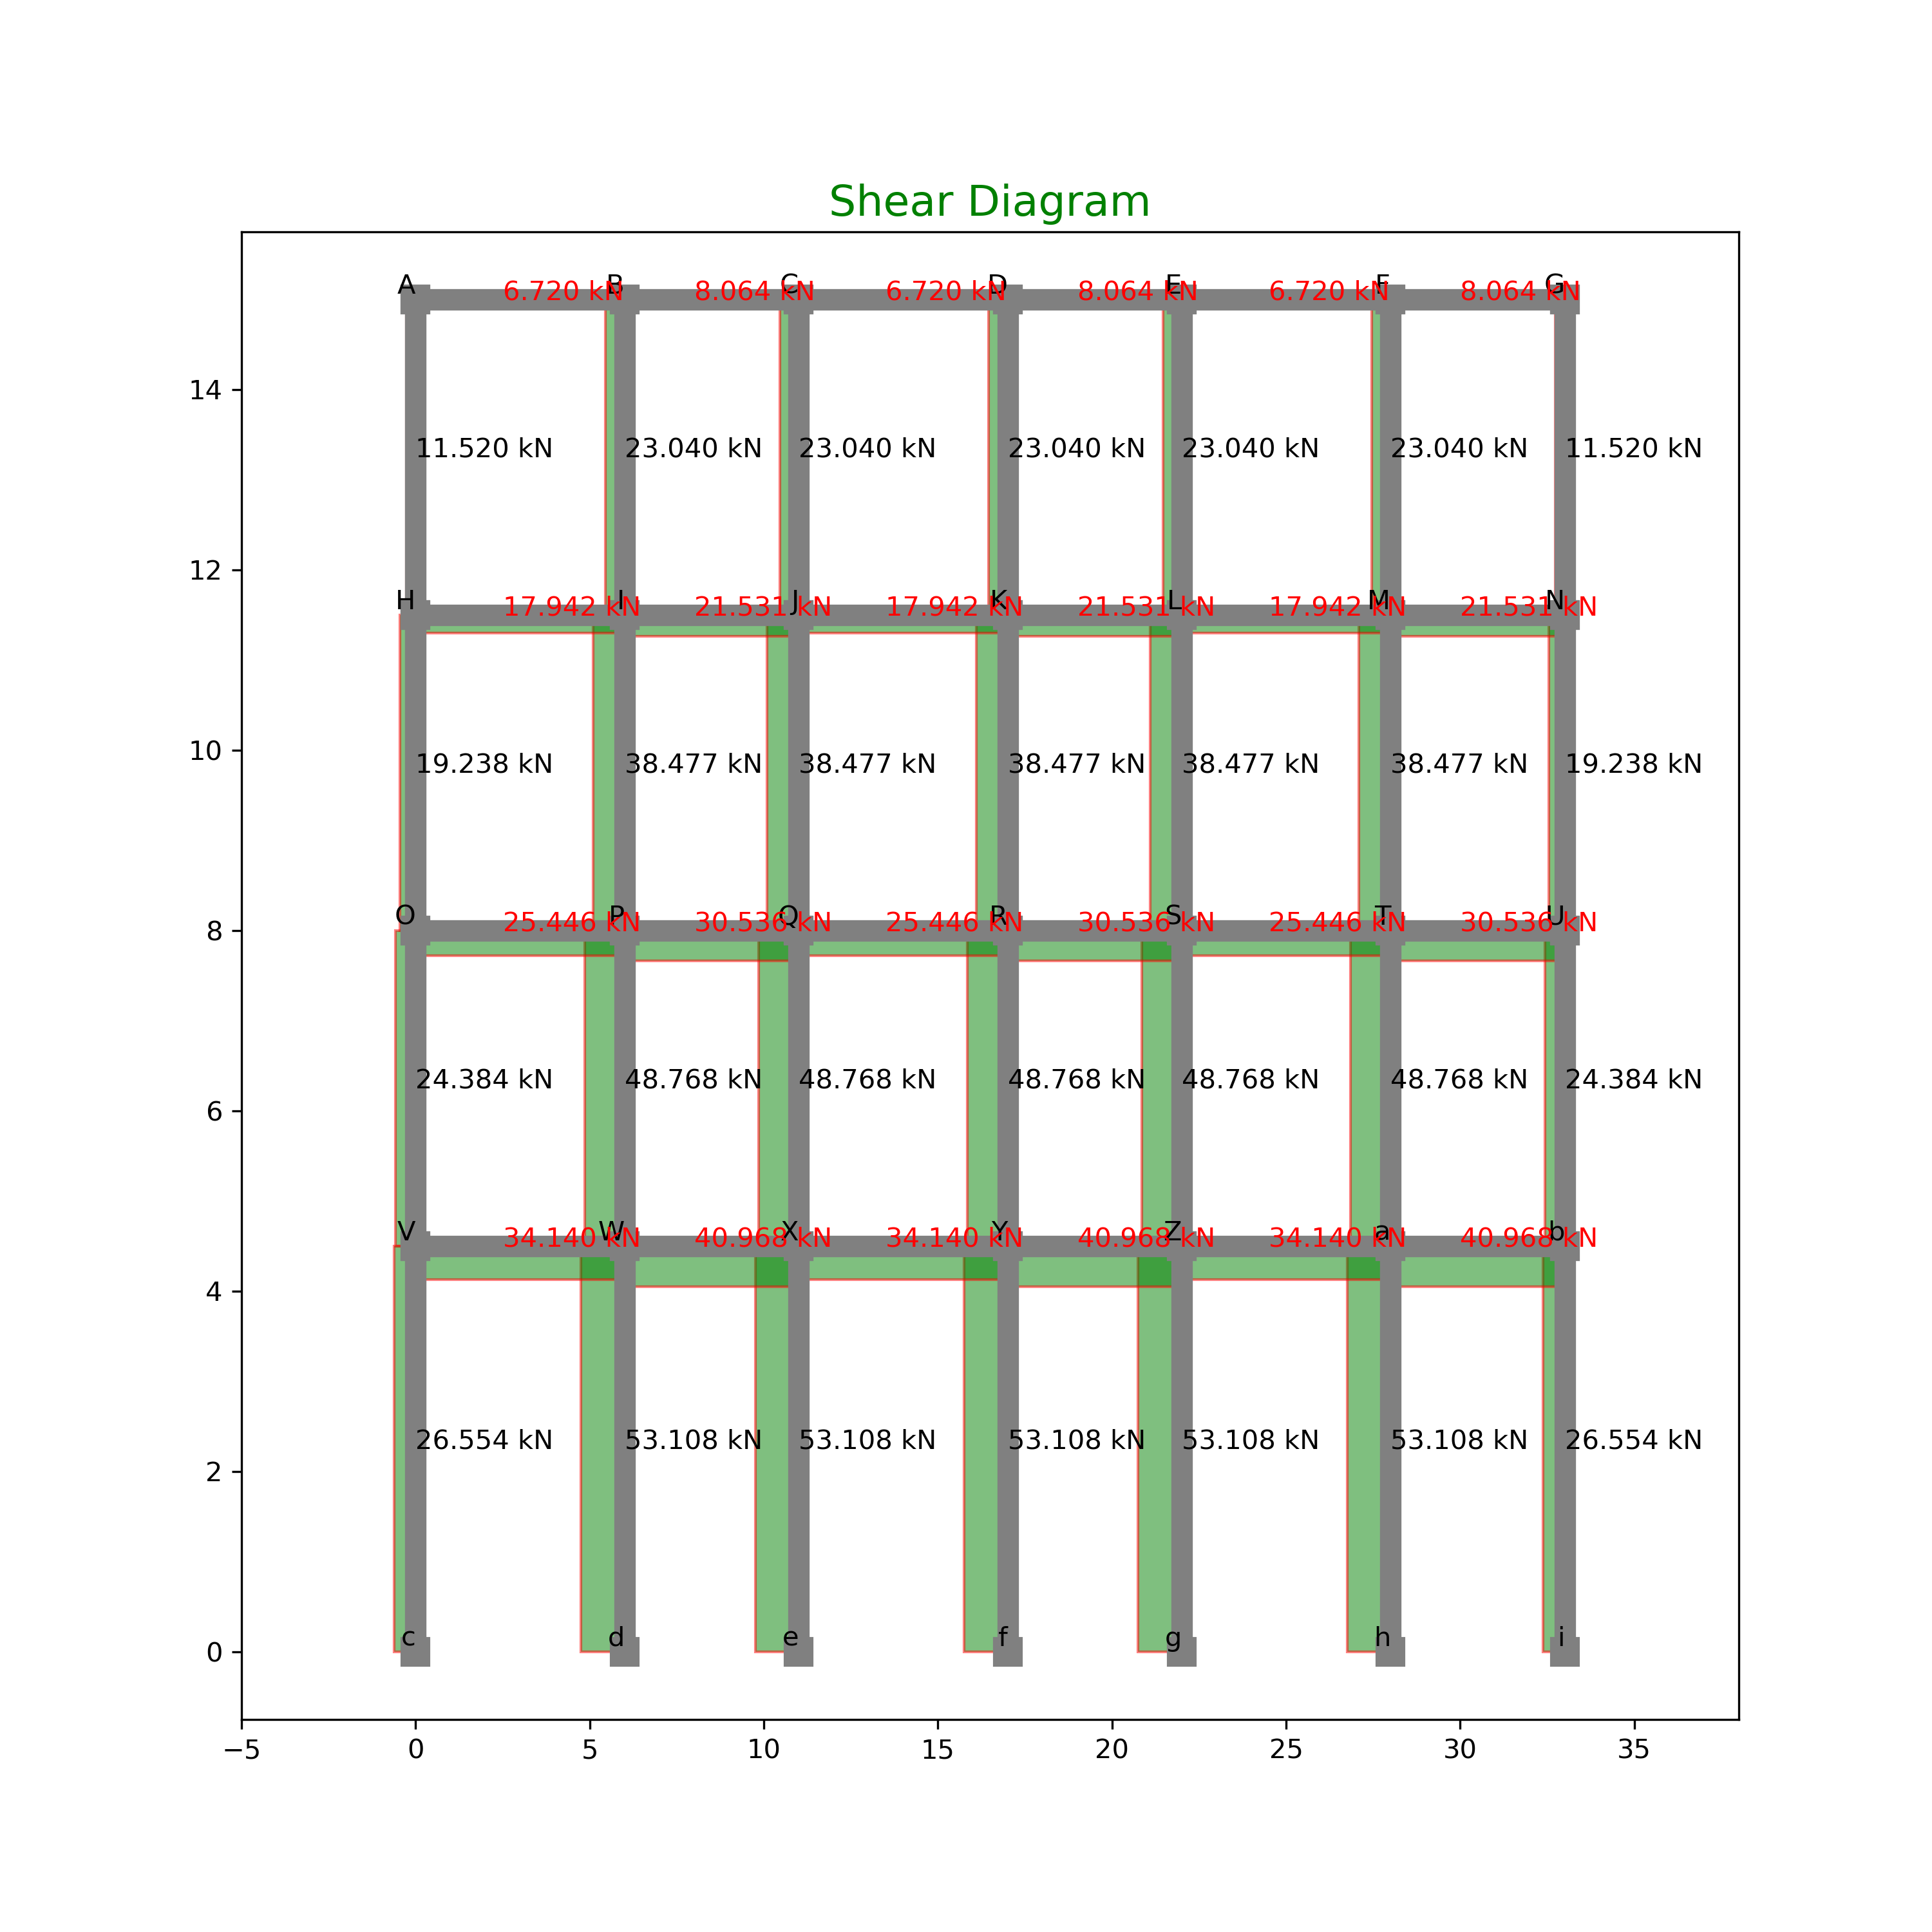 Shear Diagram
A B C D E F G
6.720 kN 8.064 kN 6.720 kN 8.064 kN 6.720 kN 8.064 kN
14
11.520 kN 23.040 kN 23.040 kN 23.040 kN 23.040 kN 23.040 kN 11.520 kN
12
H I J K L M N
17.942 kN 21.531 kN 17.942 kN 21.531 kN 17.942 kN 21.531 kN
10
19.238 kN 38.477 kN 38.477 kN 38.477 kN 38.477 kN 38.477 kN 19.238 kN
O P Q R S T U
8
25.446 kN 30.536 kN 25.446 kN 30.536 kN 25.446 kN 30.536 kN
24.384 kN 48.768 kN 48.768 kN 48.768 kN 48.768 kN 48.768 kN 24.384 kN
6
V W X Y Z a b
34.140 kN 40.968 kN 34.140 kN 40.968 kN 34.140 kN 40.968 kN
4
26.554 kN 53.108 kN 53.108 kN 53.108 kN 53.108 kN 53.108 kN 26.554 kN
2
c d e f g h i
0
−5 0 5 10 15 20 25 30 35